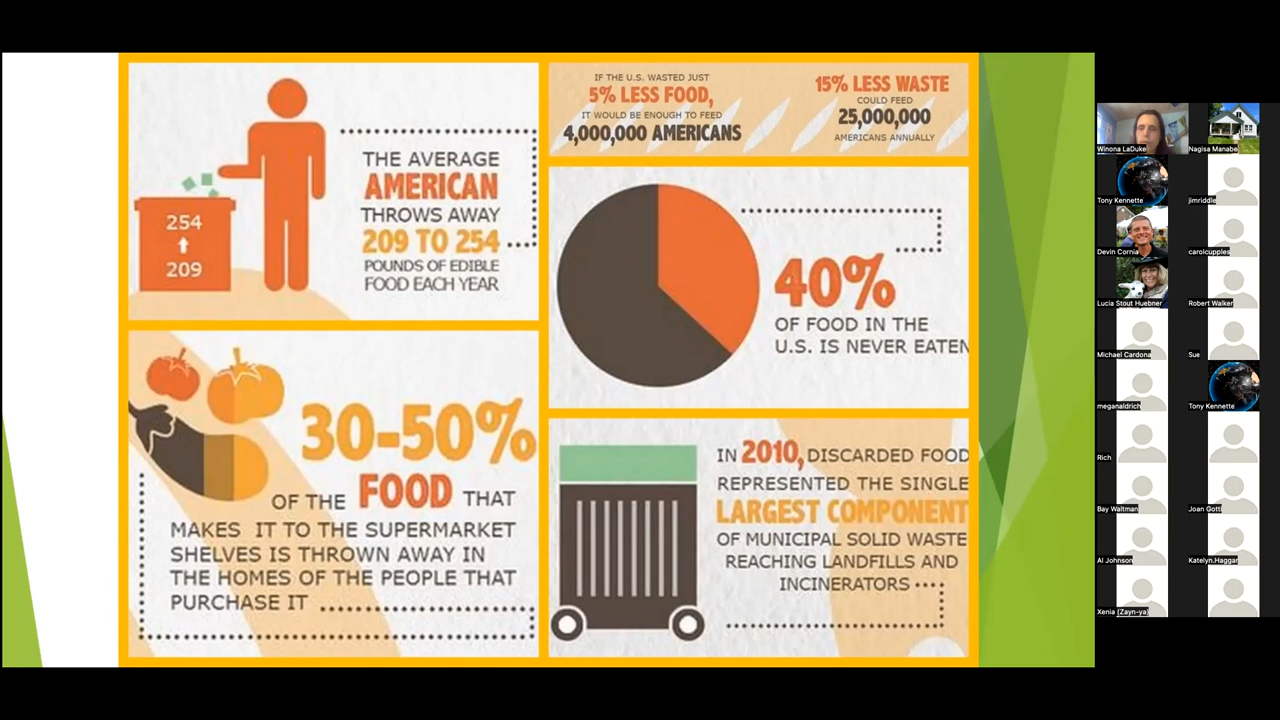 THE AVERAGE
AMERICAN
THROWS AWAY
209 TO 254
POUNDS OF EDIBLE
FOOD EACH YEAR
254
209
30-50%
OF THE FOOD THAT
MAKES IT TO THE SUPERMARKET
SHELVES IS THROWN AWAY IN
THE HOMES OF THE PEOPLE THAT
PURCHASE IT
IF THE U.S. WASTED JUST
5% LESS FOOD,
IT WOULD BE ENOUGH TO FEED
4,000,000 AMERICANS
15% LESS WASTE
COULD FEED
25,000,000
AMERICANS ANNUALLY
40%
OF FOOD IN THE
U.S. IS NEVER EATEN
IN 2010, DISCARDED FOOD
REPRESENTED THE SINGLE
LARGEST COMPONENT
OF MUNICIPAL SOLID WASTE
REACHING LANDFILLS AND
INCINERATORS
Winona LaDuke
Nagisa Manabe
Tony Kennette
jimriddle
Devin Cornia
carolcupples
Lucia Stout Huebner
Robert Walker
Michael Cardona
Sue
meganaldrich
Tony Kennette
Rich
Bay Waltman
Joan Gotti
Al Johnson
Katelyn.Haggar
Xenia (Zayn-ya)